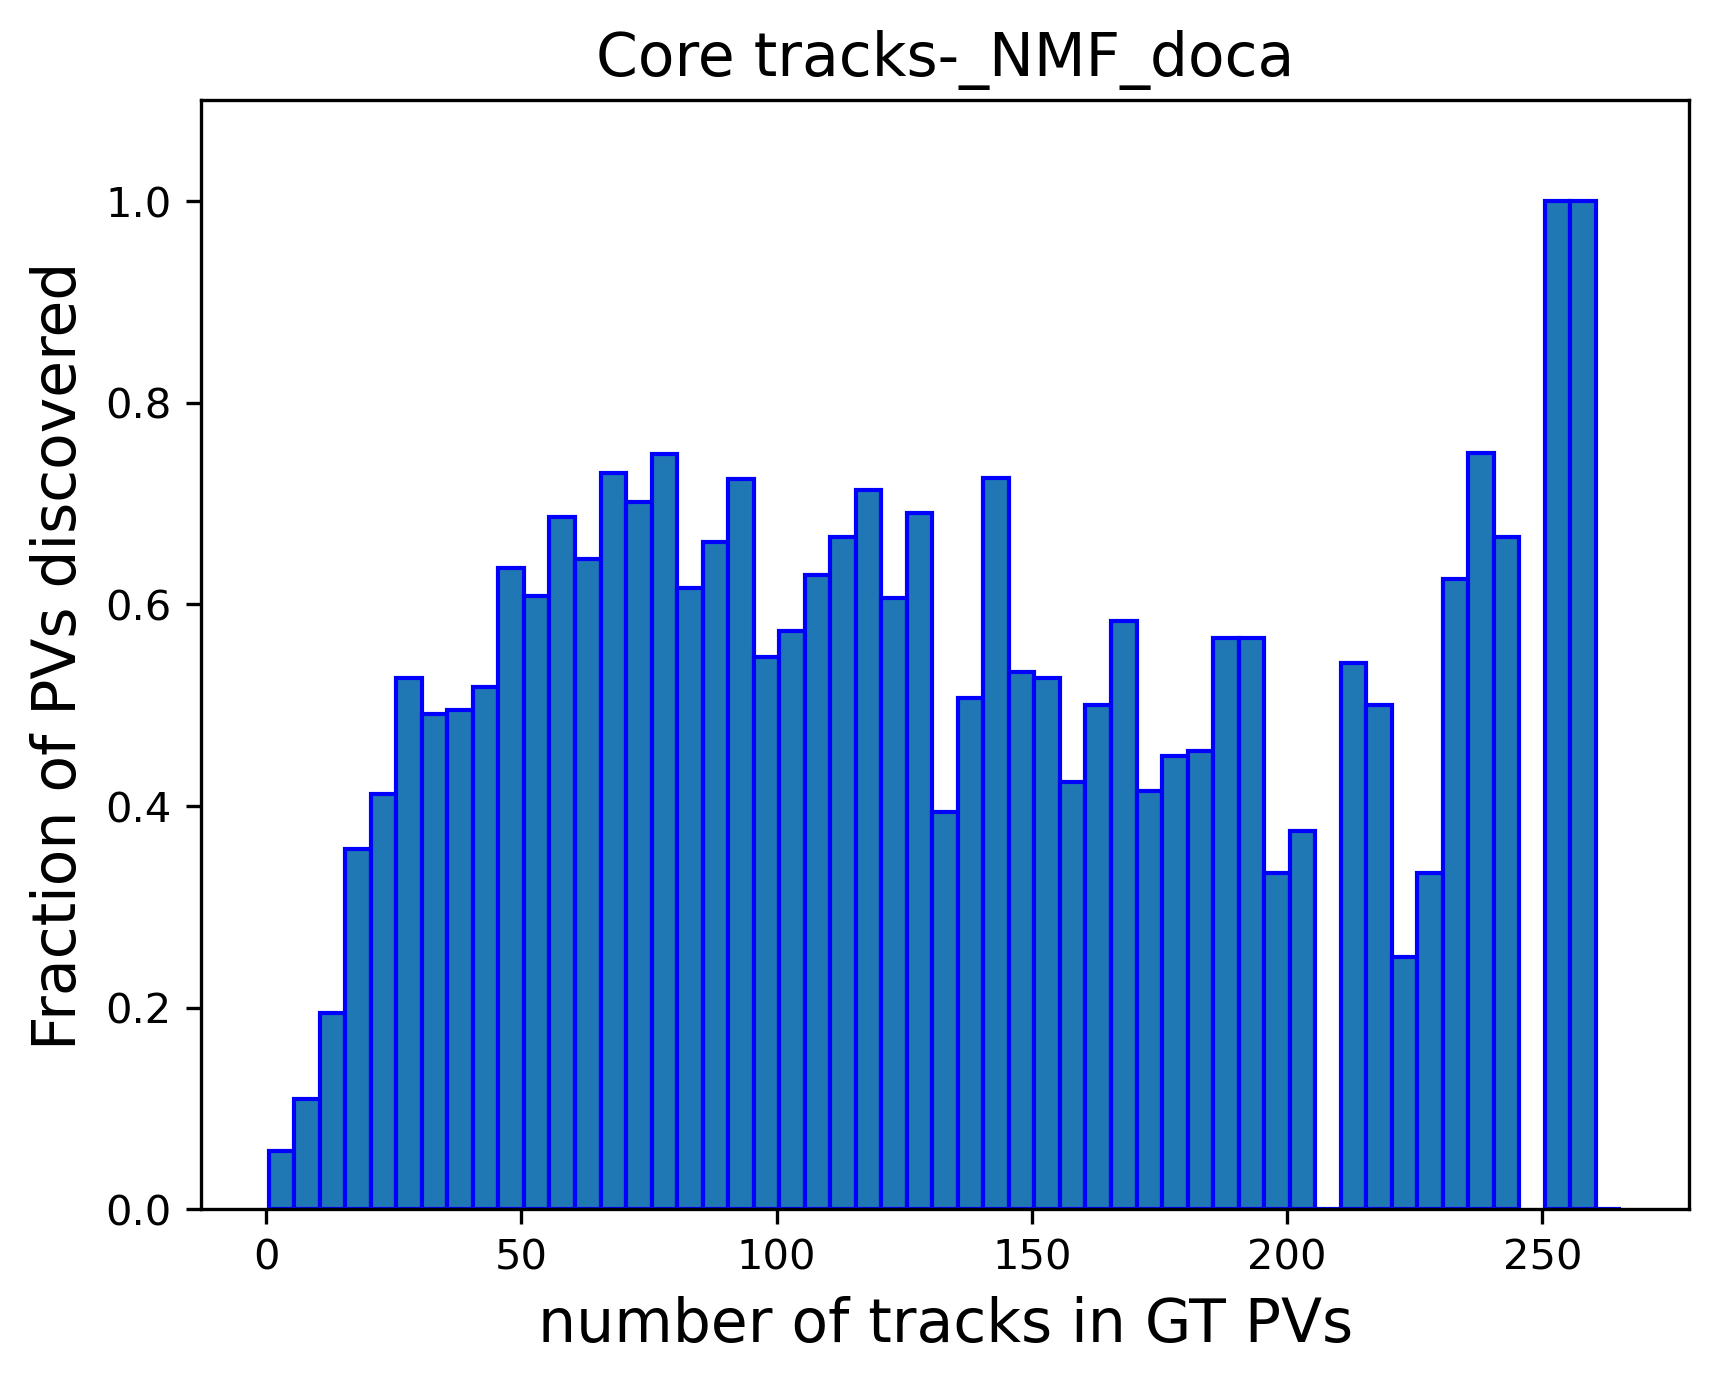 Core tracks-_NMF_doca
Fraction of PVs discovered
1.0
0.8
0.6
0.4
0.2
0.0
0 50 100 150 200 250
number of tracks in GT PVs